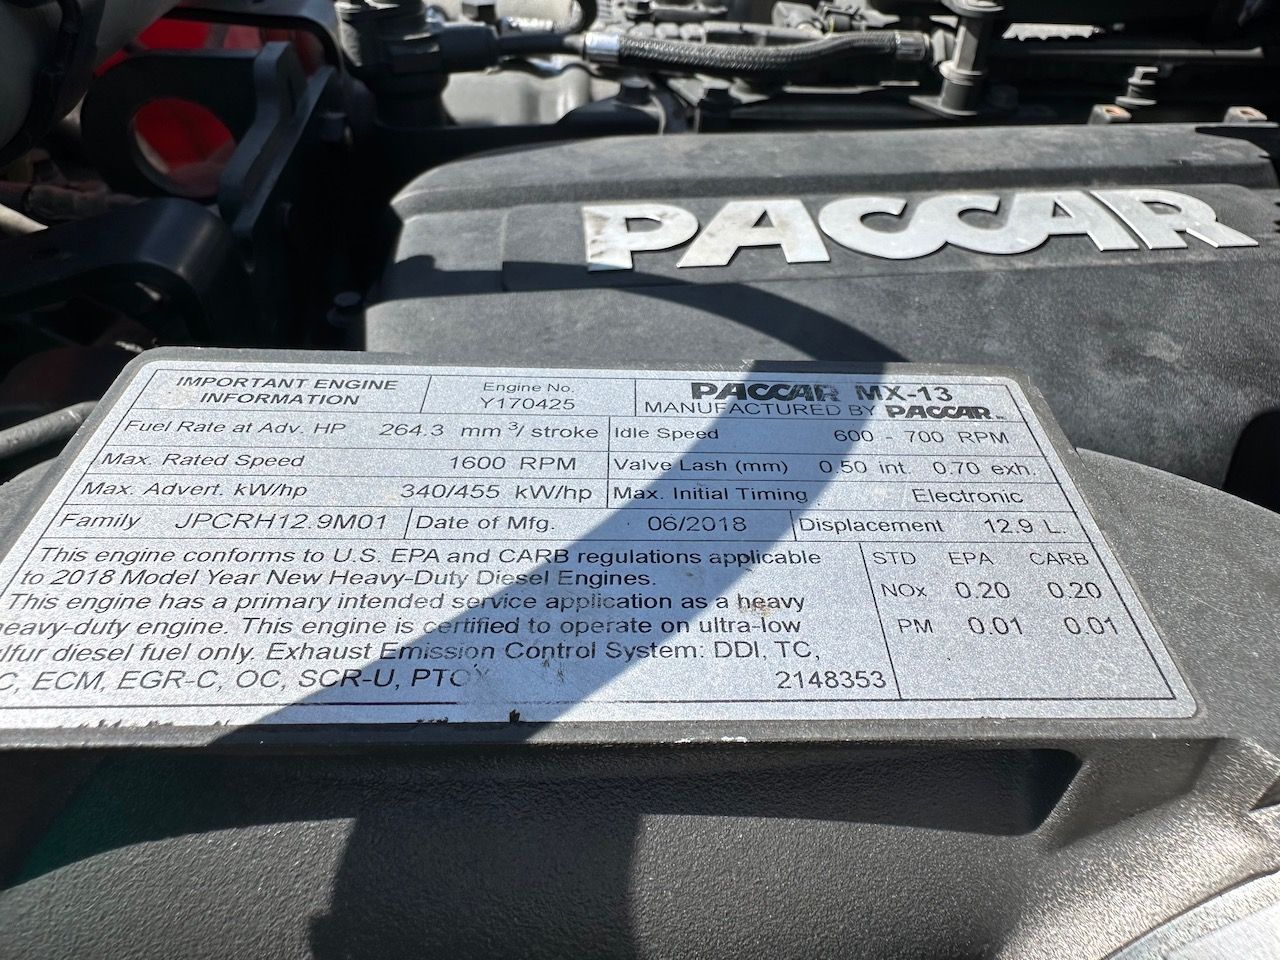 PACCAR
IMPORTANT ENGINE
INFORMATION
Engine No.
Y170425
PACCAR MX-13
MANUFACTURED BY PACCAR
Fuel Rate at Adv. HP 264.3 mm³/ stroke
Idle Speed 600 - 700 RPM
Max. Rated Speed 1600 RPM
Valve Lash (mm) 0.50 int. 0.70 exh.
Max. Advert. kW/hp 340/455 kW/hp
Max. Initial Timing Electronic
Family JPCRH12.9M01
Date of Mfg. 06/2018
Displacement 12.9 L.
This engine conforms to U.S. EPA and CARB regulations applicable
to 2018 Model Year New Heavy-Duty Diesel Engines.
This engine has a primary intended service application as a heavy
heavy-duty engine. This engine is certified to operate on ultra-low
lfur diesel fuel only. Exhaust Emission Control System: DDI, TC,
C, ECM, EGR-C, OC, SCR-U, PTOX
2148353
STD EPA CARB
NOx 0.20 0.20
PM 0.01 0.01